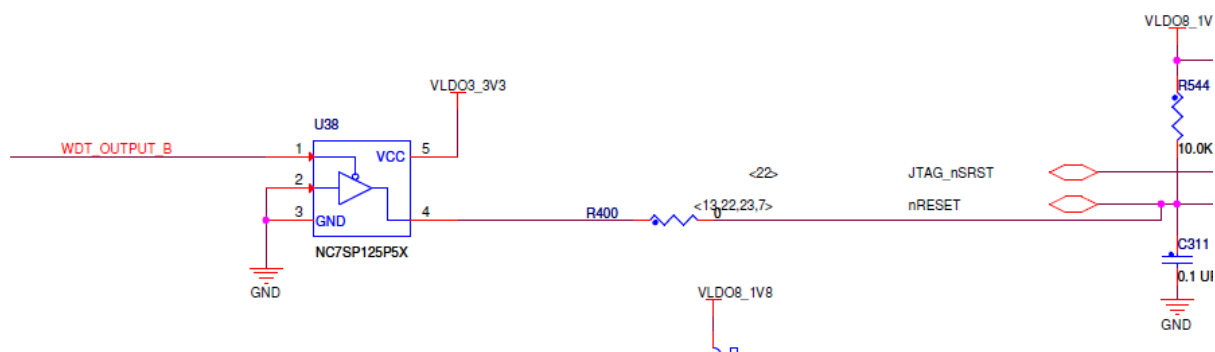 VLDO8_1V
VLDO3_3V3
R544
U38
WDT_OUTPUT_B
1
VCC
5
10.0K
<22>
JTAG_nSRST
2
<13,22,23,7>
nRESET
3
GND
4
R400
0
NC7SP125P5X
C311
0.1 UF
GND
VLDO8_1V8
GND